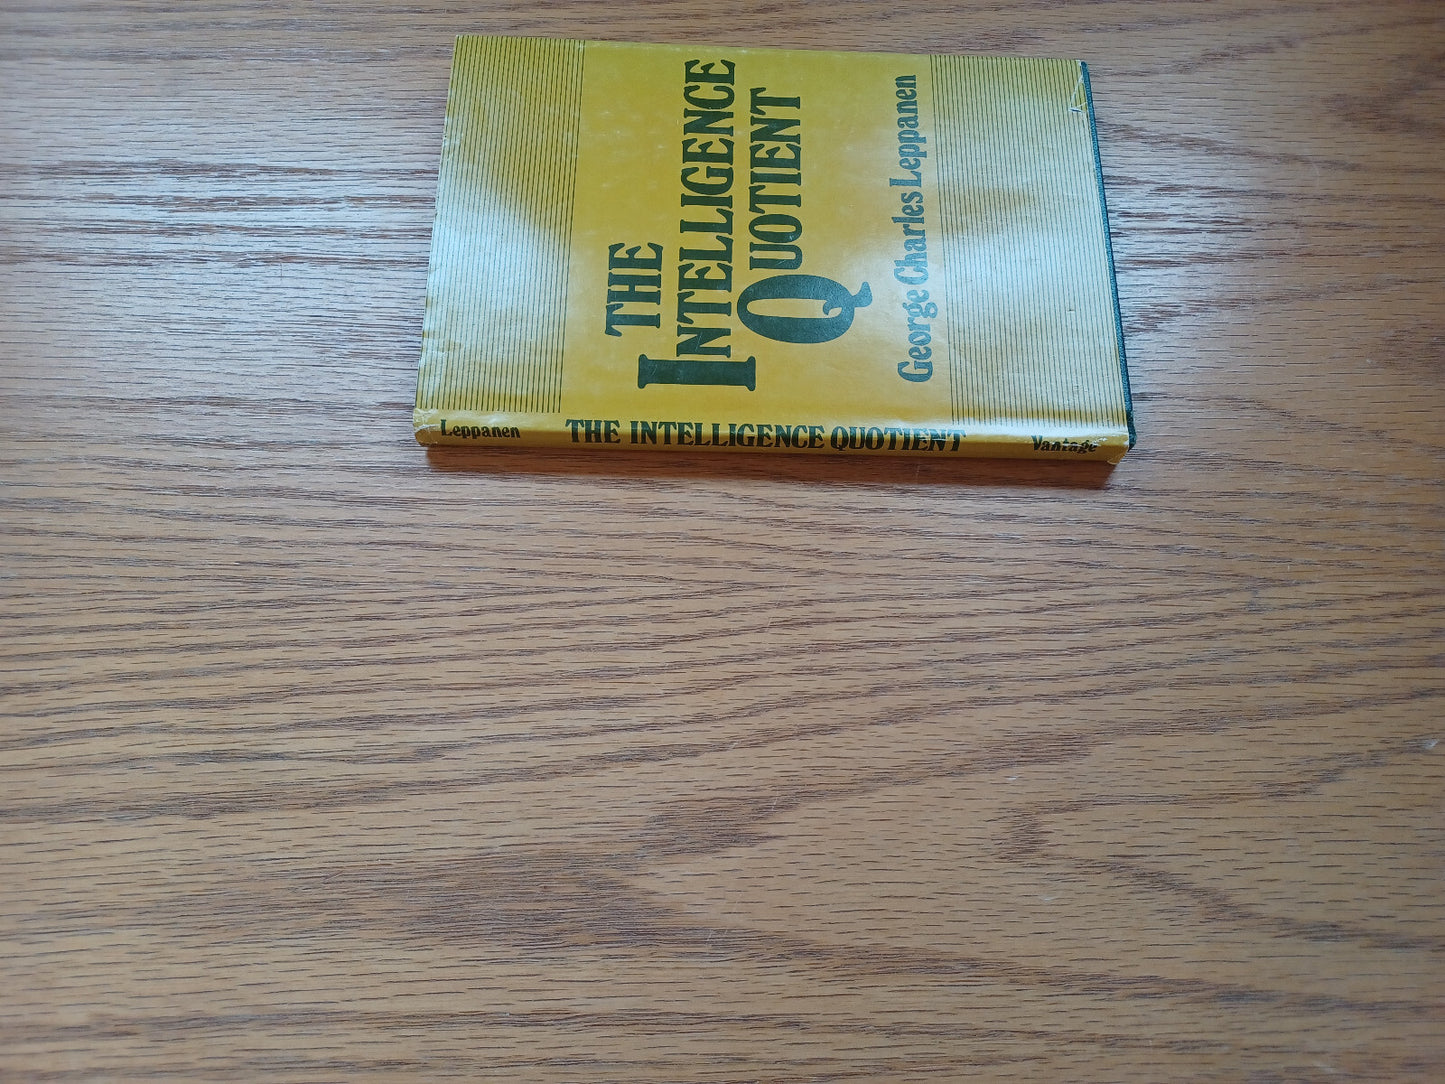 THE
INTELLIGENCE
QUOTIENT
George Charles Leppanen
Leppanen THE INTELLIGENCE QUOTIENT Vantage